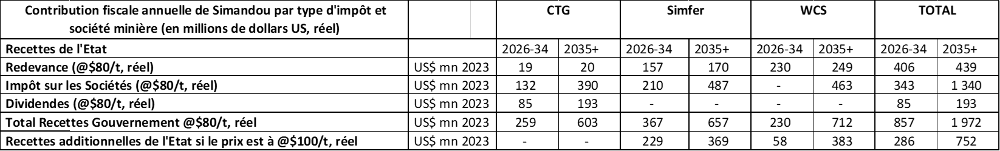 Contribution fiscale annuelle de Simandou par type d'impôt et CTG Simfer WCS TOTAL
société minière (en millions de dollars US, réel)
Recettes de l'Etat 2026-34 2035+ 2026-34 2035+ 2026-34 2035+ 2026-34 2035+
Redevance (@$80/t, réel) US$ mn 2023 19 20 157 170 230 249 406 439
Impôt sur les Sociétés (@$80/t, réel) US$ mn 2023 132 390 210 487 - 463 343 1 340
Dividendes (@$80/t, réel) US$ mn 2023 85 193 - - - - 85 193
Total Recettes Gouvernement @$80/t, réel US$ mn 2023 259 603 367 657 230 712 857 1 972
Recettes additionnelles de l'Etat si le prix est à @$100/t, réel US$ mn 2023 - - 229 369 58 383 286 752